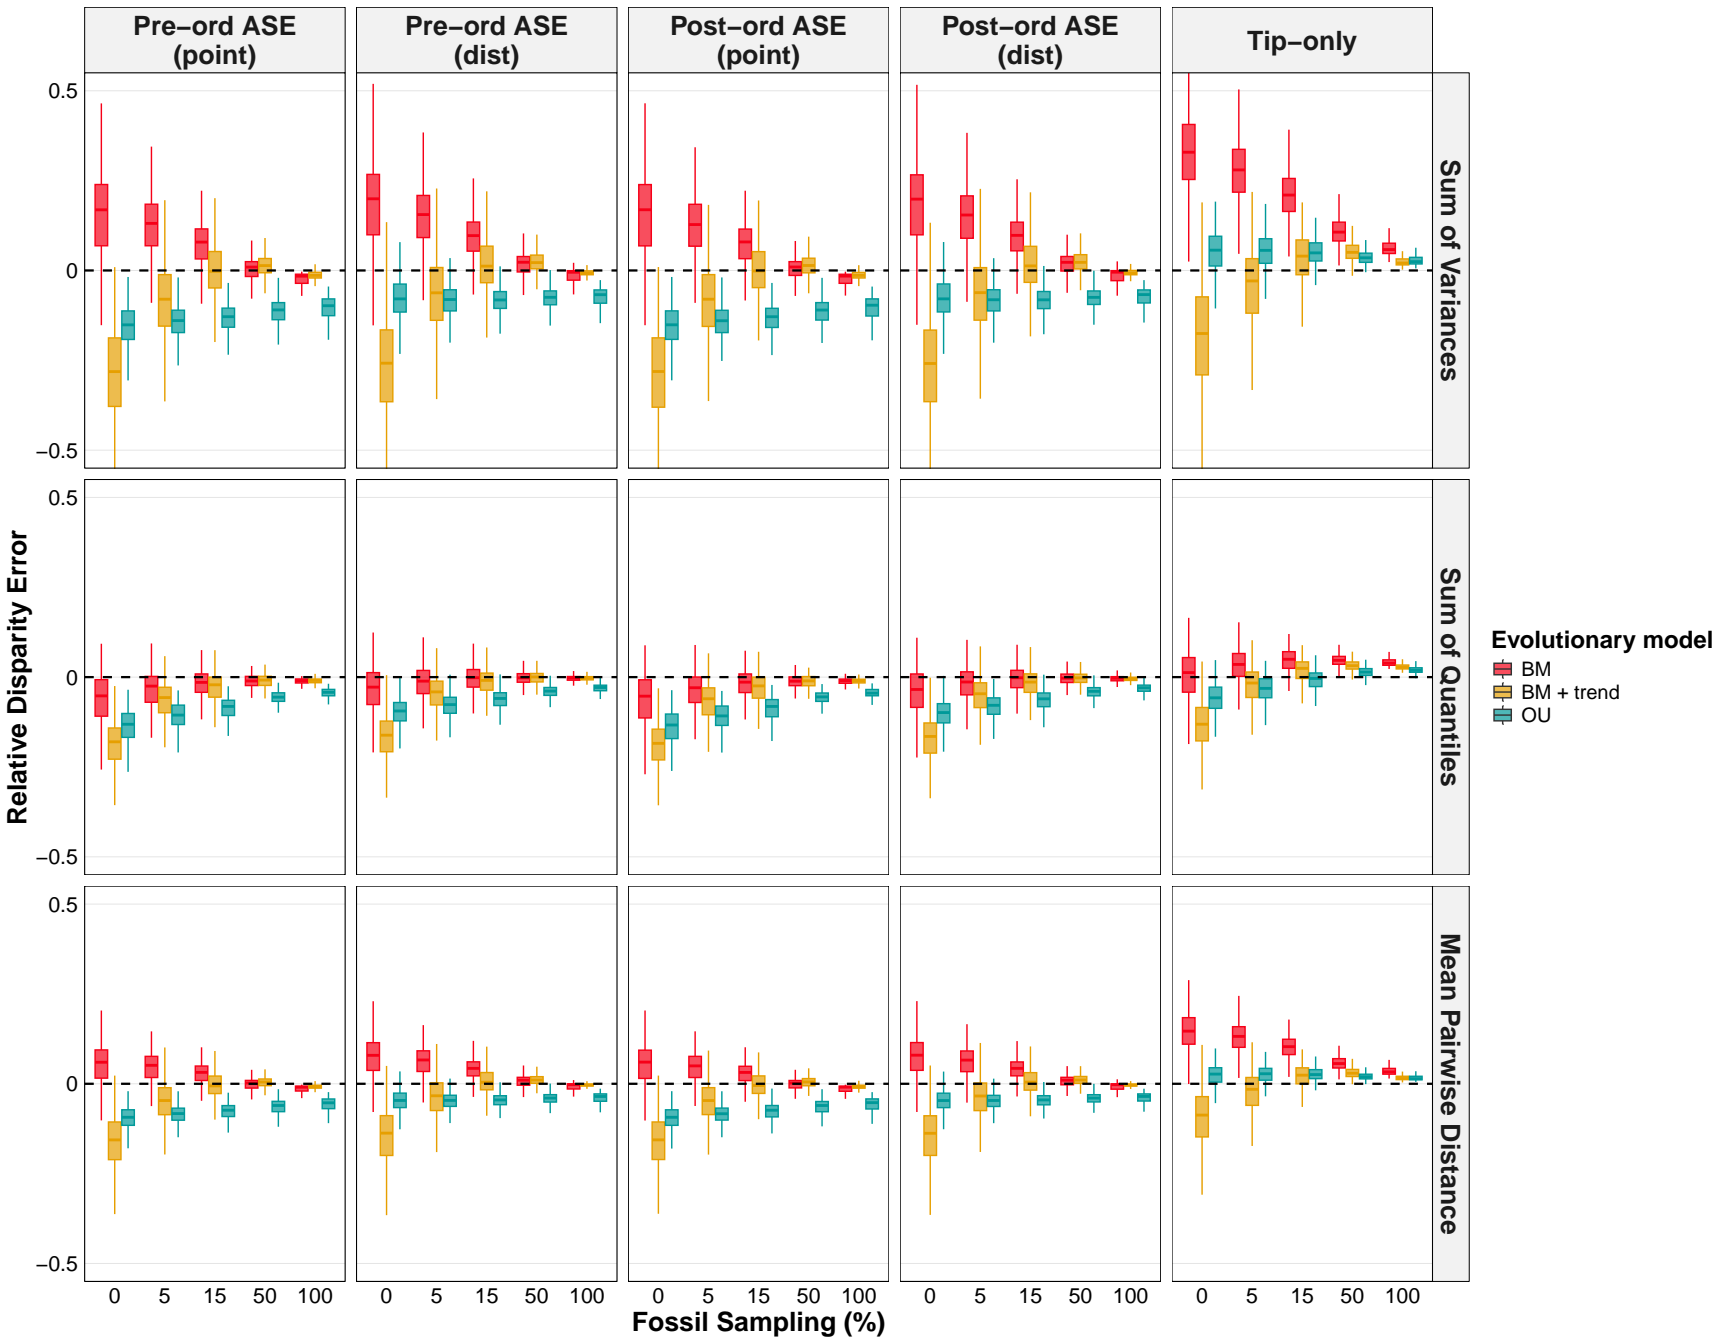 Pre−ord ASE
(point)
Pre−ord ASE
(dist)
Post−ord ASE
(point)
Post−ord ASE
(dist)
Tip−only
0.5
0
−0.5
Sum of Variances
0.5
0
−0.5
Sum of Quantiles
0.5
0
−0.5
Mean Pairwise Distance
Relative Disparity Error
0 5 15 50 100
0 5 15 50 100
0 5 15 50 100
0 5 15 50 100
0 5 15 50 100
Fossil Sampling (%)
Evolutionary model
BM
BM + trend
OU